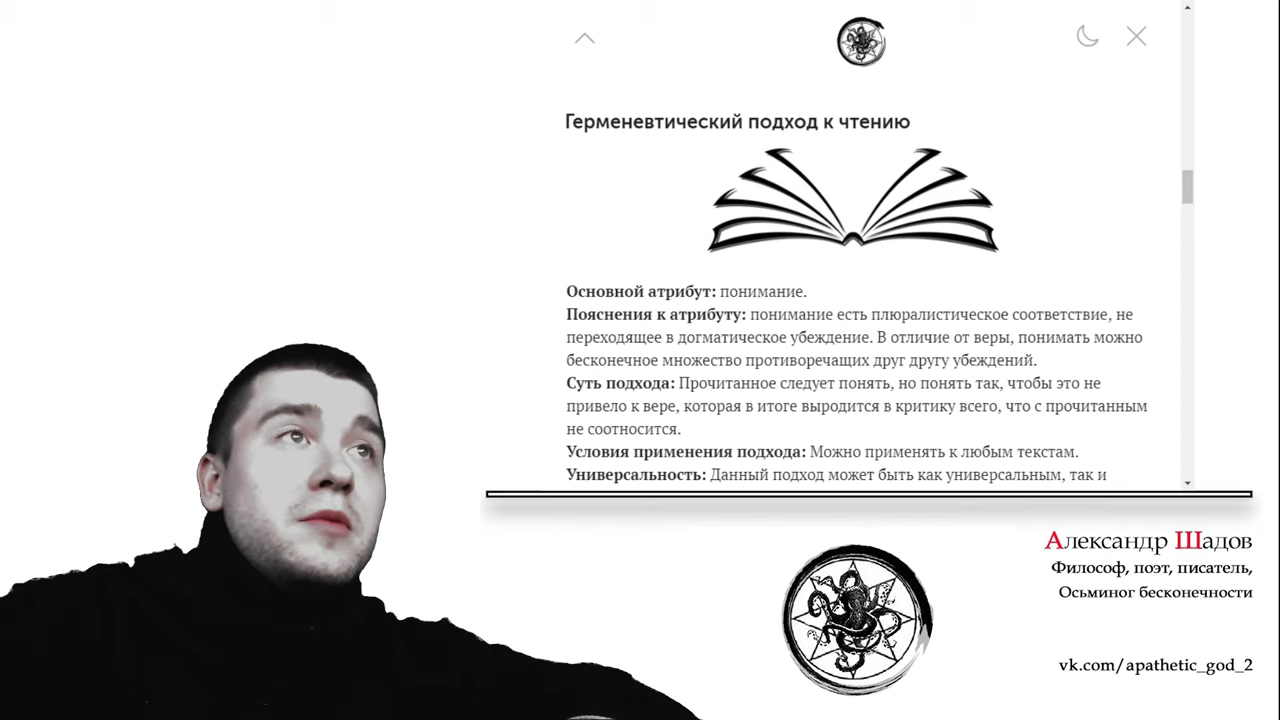 Герменевтический подход к чтению
Основной атрибут: понимание.
Пояснения к атрибуту: понимание есть плюралистическое соответствие, не
переходящее в догматическое убеждение. В отличие от веры, понимать можно
бесконечное множество противоречащих друг другу убеждений.
Суть подхода: Прочитанное следует понять, но понять так, чтобы это не
привело к вере, которая в итоге выродится в критику всего, что с прочитанным
не соотносится.
Условия применения подхода: Можно применять к любым текстам.
Универсальность: Данный подход может быть как универсальным, так и
Александр Шадов
Философ, поэт, писатель,
Осьминог бесконечности
vk.com/apathetic_god_2